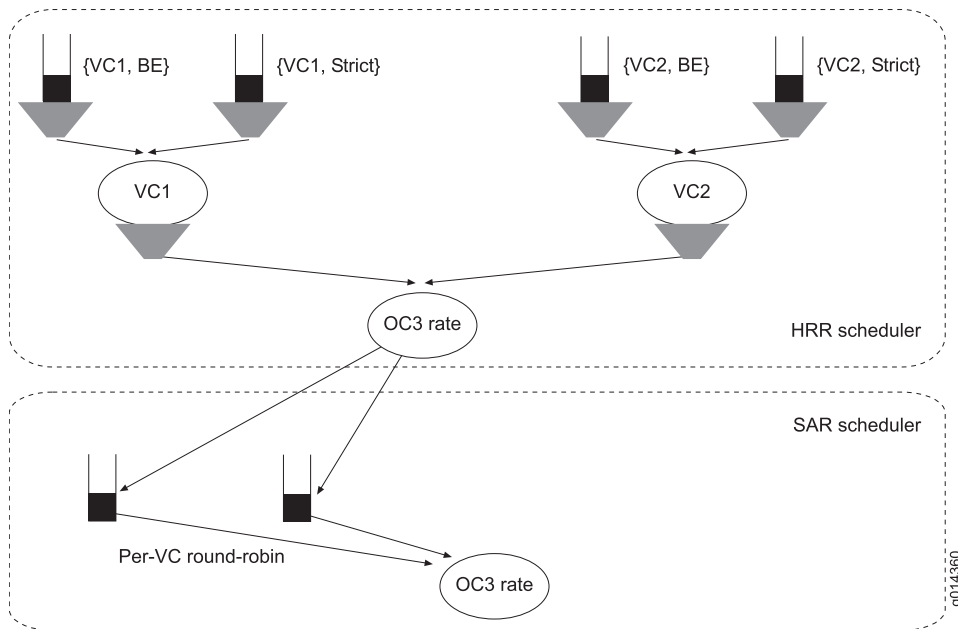 {VC1, BE}
{VC1, Strict}
{VC2, BE}
{VC2, Strict}
VC1
VC2
OC3 rate
HRR scheduler
SAR scheduler
Per-VC round-robin
OC3 rate
g014360